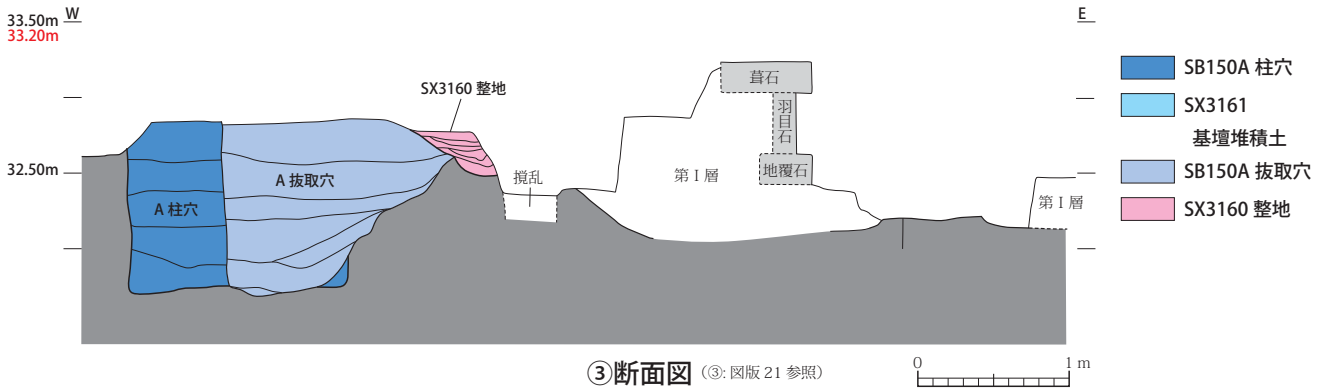 33.50m W
33.20m
E
SX3160 整地
葺石
羽目石
地覆石
32.50m
A 抜取穴
撹乱
第Ⅰ層
A 柱穴
第Ⅰ層
SB150A 柱穴
SX3161
基壇堆積土
SB150A 抜取穴
SX3160 整地
③断面図 (③: 図版 21 参照)
0 1 m